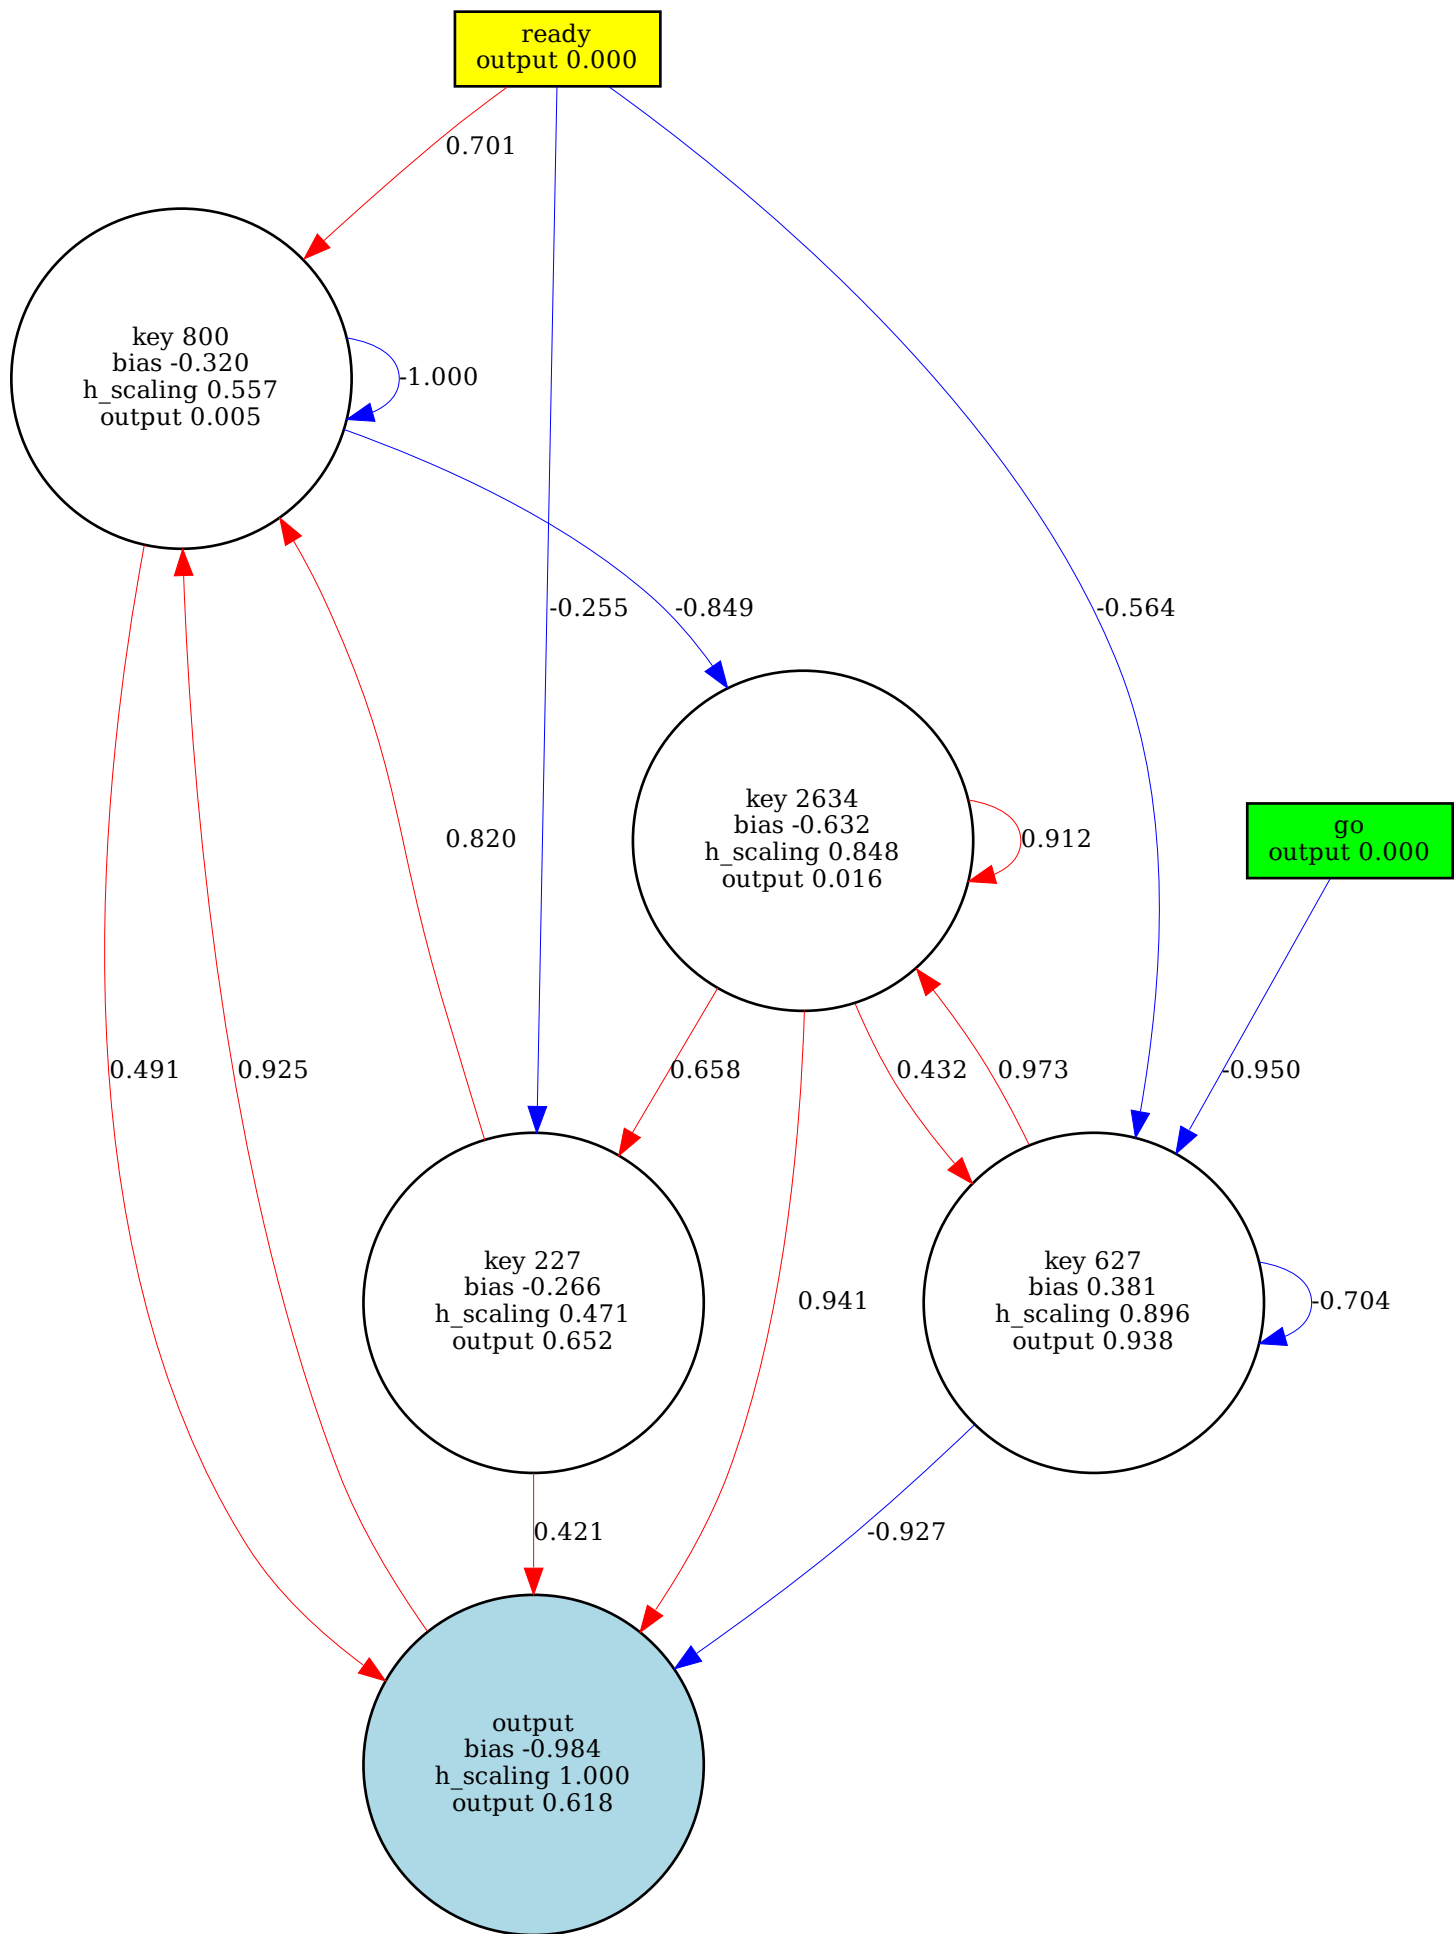 ready
output 0.000
0.701
key 800
bias -0.320
h_scaling 0.557
output 0.005
-1.000
-0.255
-0.849
-0.564
key 2634
bias -0.632
h_scaling 0.848
output 0.016
0.912
go
output 0.000
0.820
0.491
0.925
0.658
0.432
0.973
-0.950
key 227
bias -0.266
h_scaling 0.471
output 0.652
0.941
key 627
bias 0.381
h_scaling 0.896
output 0.938
-0.704
0.421
-0.927
output
bias -0.984
h_scaling 1.000
output 0.618